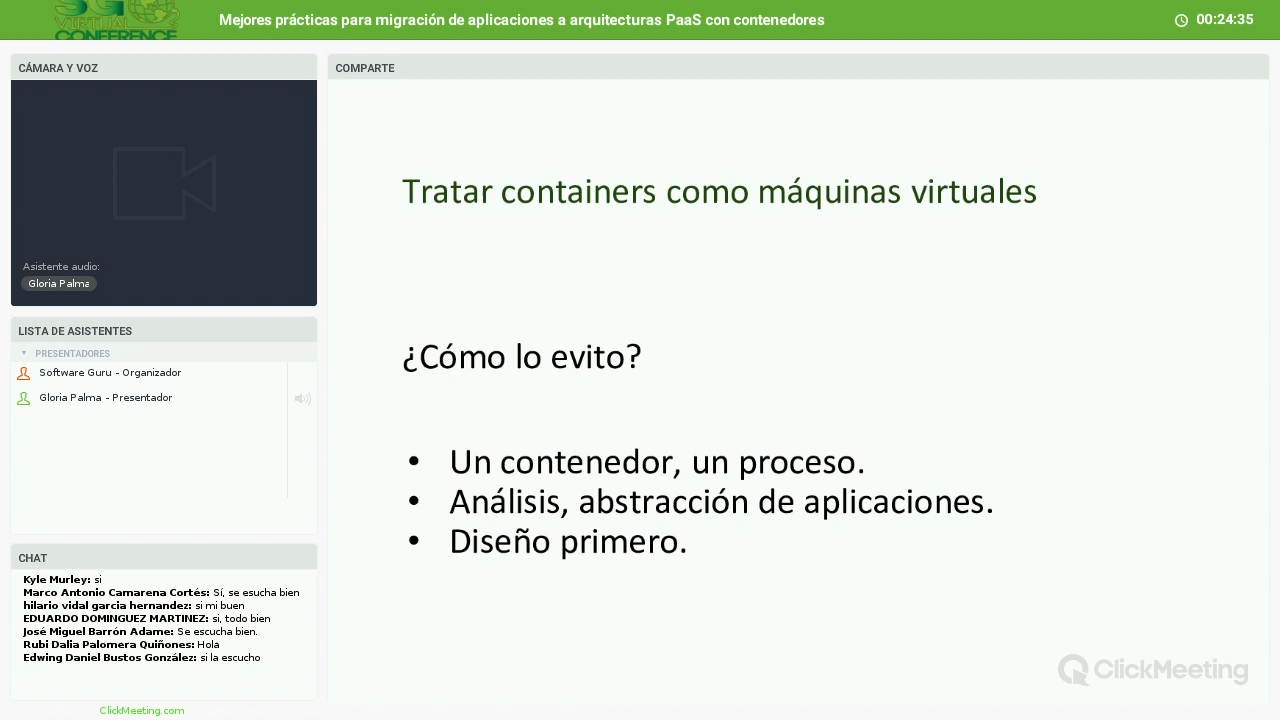 SG
VIRTUAL
CONFERENCE
Mejores prácticas para migración de aplicaciones a arquitecturas PaaS con contenedores
00:24:35
CÁMARA Y VOZ
Asistente audio:
Gloria Palma
LISTA DE ASISTENTES
PRESENTADORES
Software Guru - Organizador
Gloria Palma - Presentador
CHAT
Kyle Murley: si
Marco Antonio Camarena Cortés: Sí, se esucha bien
hilario vidal garcia hernandez: si mi buen
EDUARDO DOMINGUEZ MARTINEZ: si, todo bien
José Miguel Barrón Adame: Se escucha bien.
Rubi Dalia Palomera Quiñones: Hola
Edwing Daniel Bustos González: si la escucho
ClickMeeting.com
COMPARTE
Tratar containers como máquinas virtuales
¿Cómo lo evito?
• Un contenedor, un proceso.
• Análisis, abstracción de aplicaciones.
• Diseño primero.
ClickMeeting